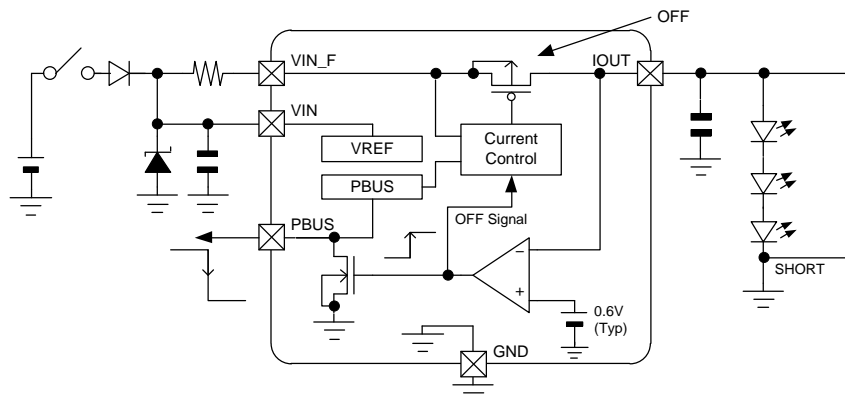 OFF
VIN_F
IOUT
VIN
VREF
Current
Control
PBUS
OFF Signal
PBUS
SHORT
0.6V
(Typ)
GND